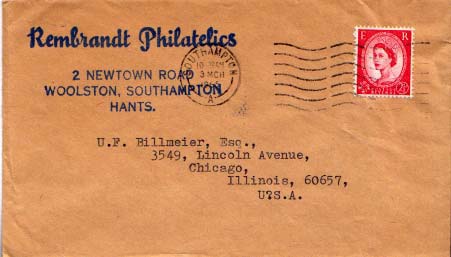 Rembrandt Philatelics
2 NEWTOWN ROAD
WOOLSTON, SOUTHAMPTON
HANTS.
SOUTHAMPTON
3 MCH
A
E R
U.F. Billmeier, Esq.,
3549, Lincoln Avenue,
Chicago,
Illinois, 60657,
U?S.A.